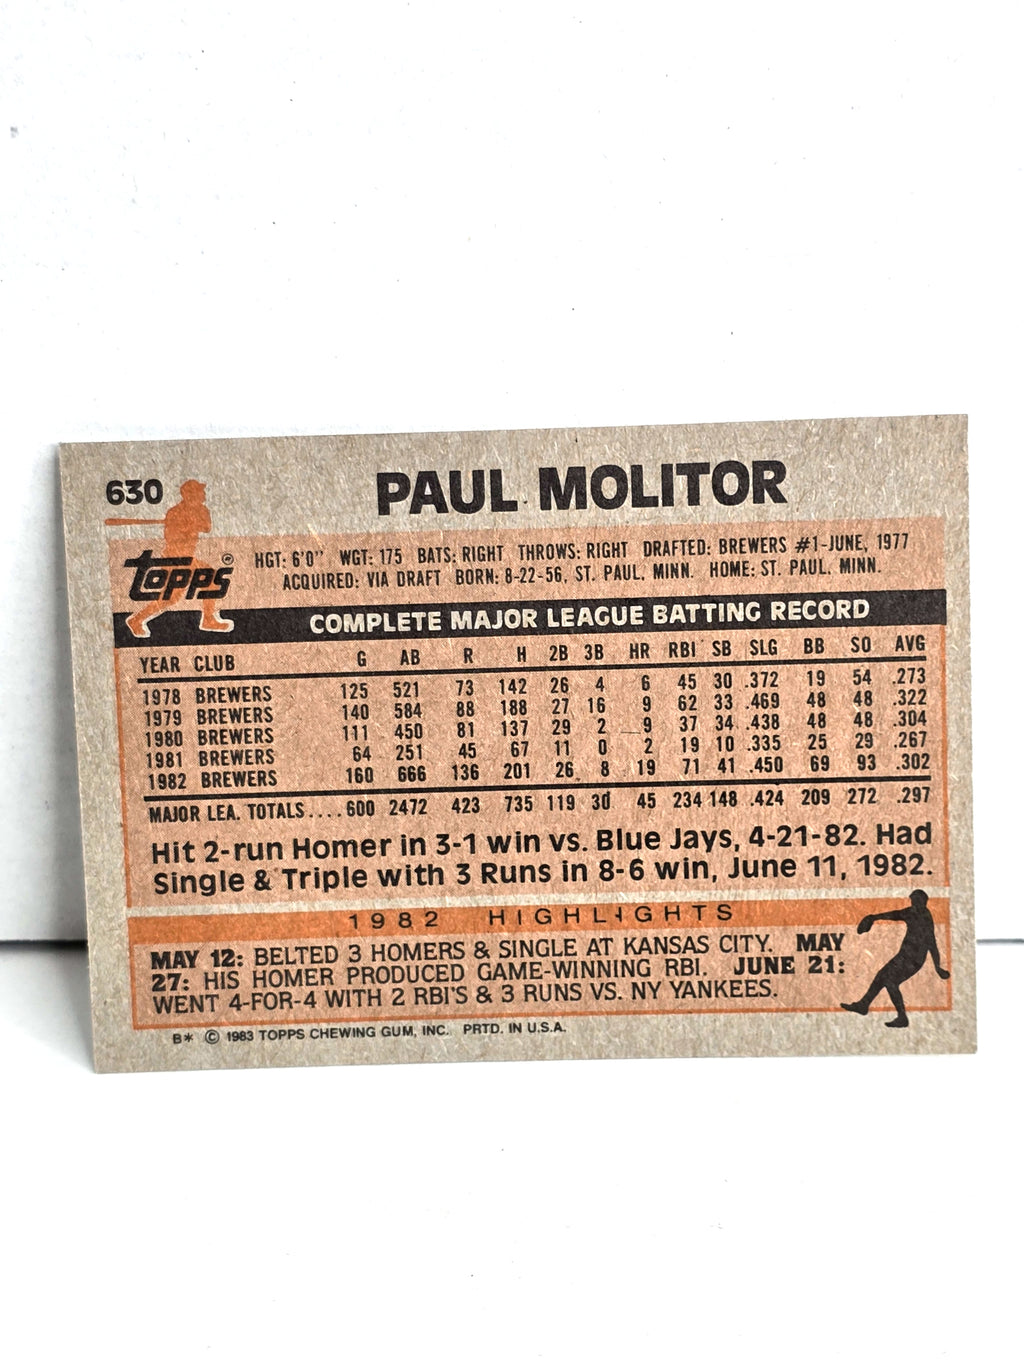 630
PAUL MOLITOR
Topps®
HGT: 6'0" WGT: 175 BATS: RIGHT THROWS: RIGHT DRAFTED: BREWERS #1-JUNE, 1977
ACQUIRED: VIA DRAFT BORN: 8-22-56, ST. PAUL, MINN. HOME: ST. PAUL, MINN.
COMPLETE MAJOR LEAGUE BATTING RECORD
YEAR CLUB G AB R H 2B 3B HR RBI SB SLG BB SO AVG
1978 BREWERS 125 521 73 142 26 4 6 45 30 .372 19 54 .273
1979 BREWERS 140 584 88 188 27 16 9 62 33 .469 48 48 .322
1980 BREWERS 111 450 81 137 29 2 9 37 34 .438 48 48 .304
1981 BREWERS 64 251 45 67 11 0 2 19 10 .335 25 29 .267
1982 BREWERS 160 666 136 201 26 8 19 71 41 .450 69 93 .302
MAJOR LEA. TOTALS....600 2472 423 735 119 30 45 234 148 .424 209 272 .297
Hit 2-run Homer in 3-1 win vs. Blue Jays, 4-21-82. Had
Single & Triple with 3 Runs in 8-6 win, June 11, 1982.
1982 HIGHLIGHTS
MAY 12: BELTED 3 HOMERS & SINGLE AT KANSAS CITY. MAY
27: HIS HOMER PRODUCED GAME-WINNING RBI. JUNE 21:
WENT 4-FOR-4 WITH 2 RBI'S & 3 RUNS VS. NY YANKEES.
B* © 1983 TOPPS CHEWING GUM, INC. PRTD. IN U.S.A.